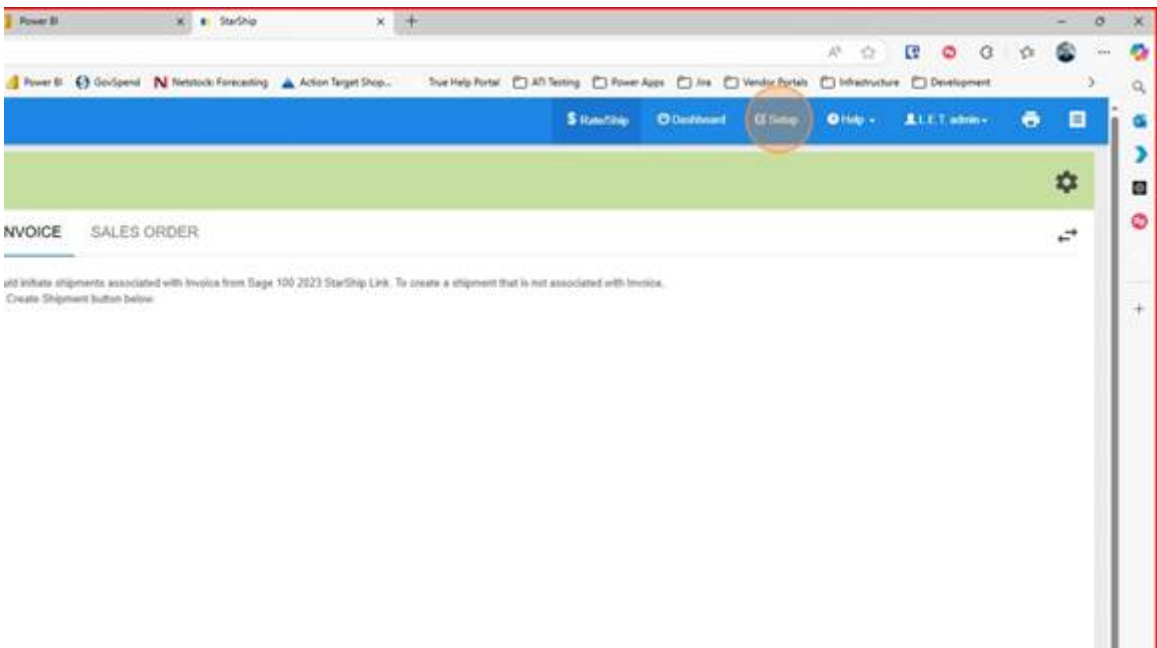 Power BI StarShip
Power BI GovSpend Netstock Forecasting Action Target Shop... True Help Portal ATI Testing Power Apps Jira Vendor Portals Infrastructure Development
$ Rate/Ship Dashboard Setup Help L.E.T. admin
NVOICE SALES ORDER
uld initiate shipments associated with Invoice from Sage 100 2023 StarShip Link. To create a shipment that is not associated with Invoice,
Create Shipment button below.